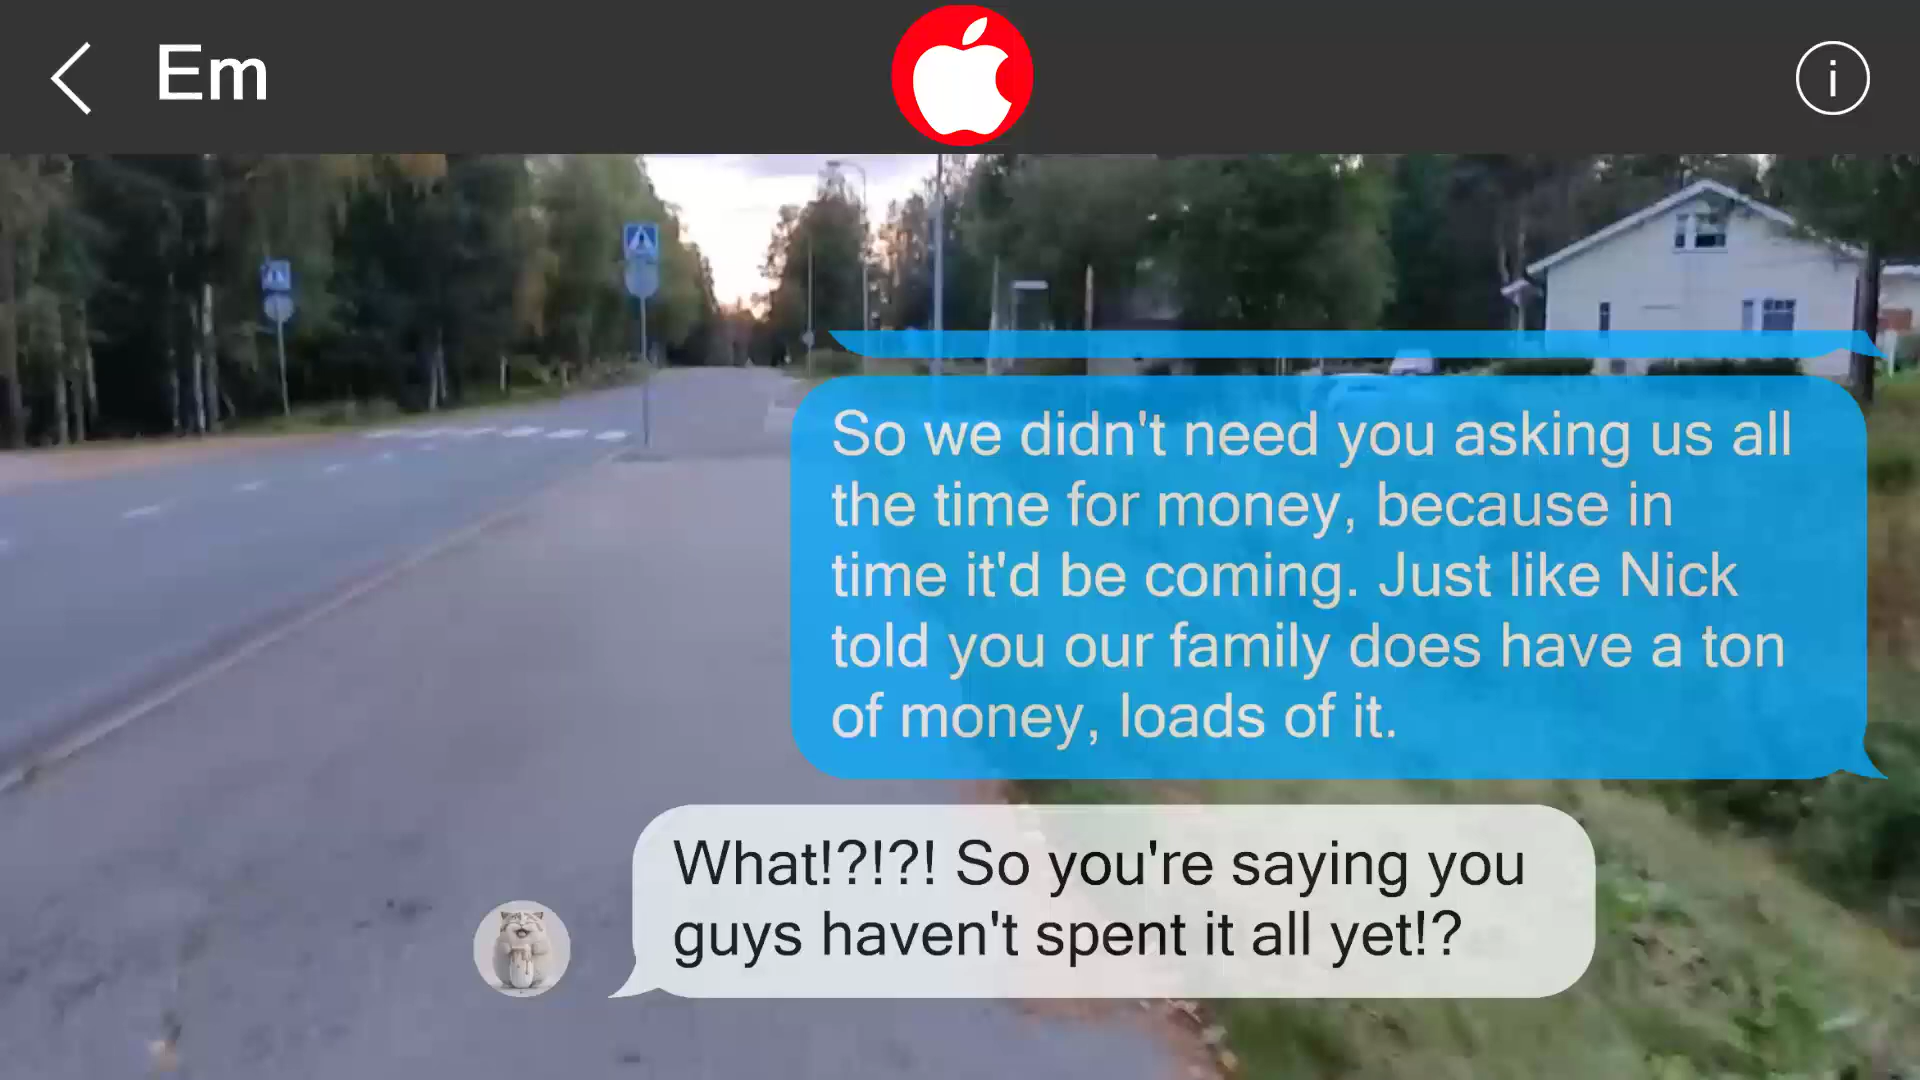 Em
i
So we didn't need you asking us all
the time for money, because in
time it'd be coming. Just like Nick
told you our family does have a ton
of money, loads of it.
What!?!?! So you're saying you
guys haven't spent it all yet!?